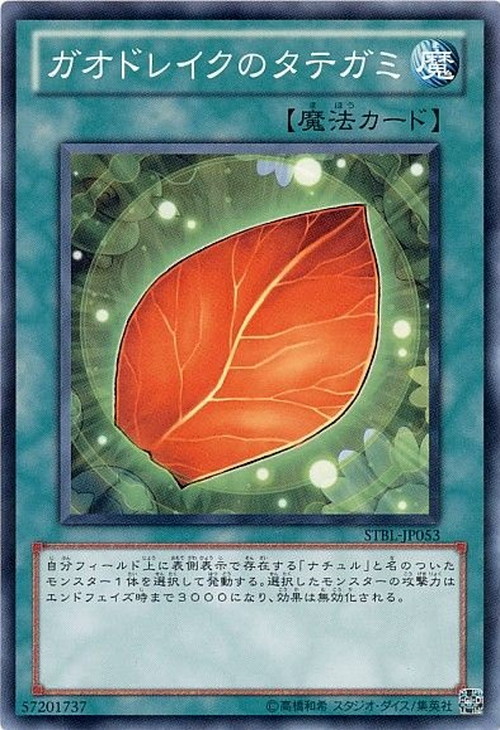 ガオドレイクのタテガミ 魔
【魔法カード】
STBL-JP053
自分フィールド上に表側表示で存在する「ナチュル」と名のついた
モンスター1体を選択して発動する。選択したモンスターの攻撃力は
エンドフェイズ時まで3000になり、効果は無効化される。
57201737 ©高橋和希 スタジオ・ダイス/集英社